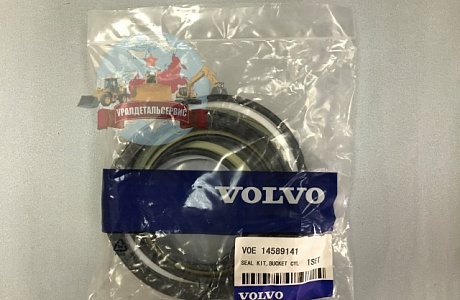 УРАЛДЕТАЛЬСЕРВИС
VOLVO
VOE 14589141
SEAL KIT, BUCKET CYL 1SET
VOLVO